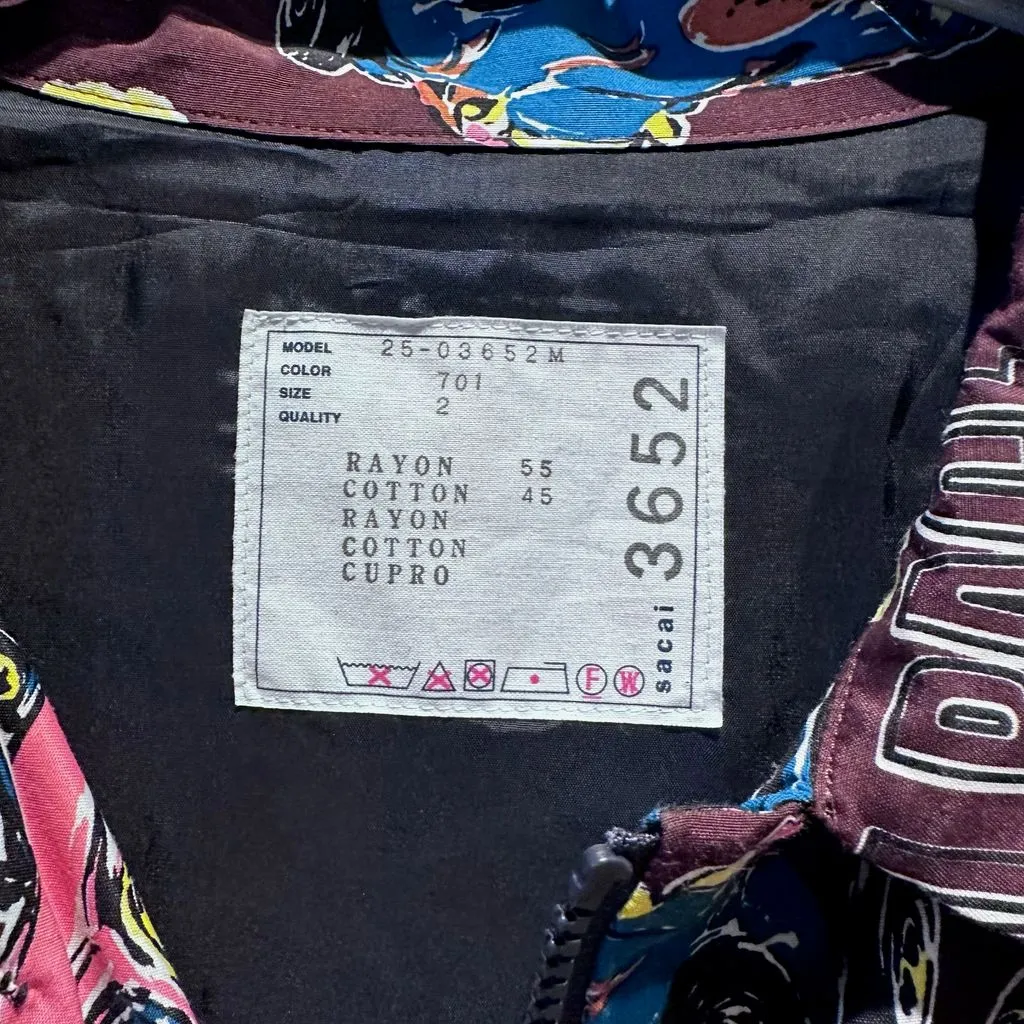 MODEL 25-03652M
COLOR 701
SIZE 2
QUALITY
RAYON 55
COTTON 45
RAYON
COTTON
CUPRO
F W
sacai 3652